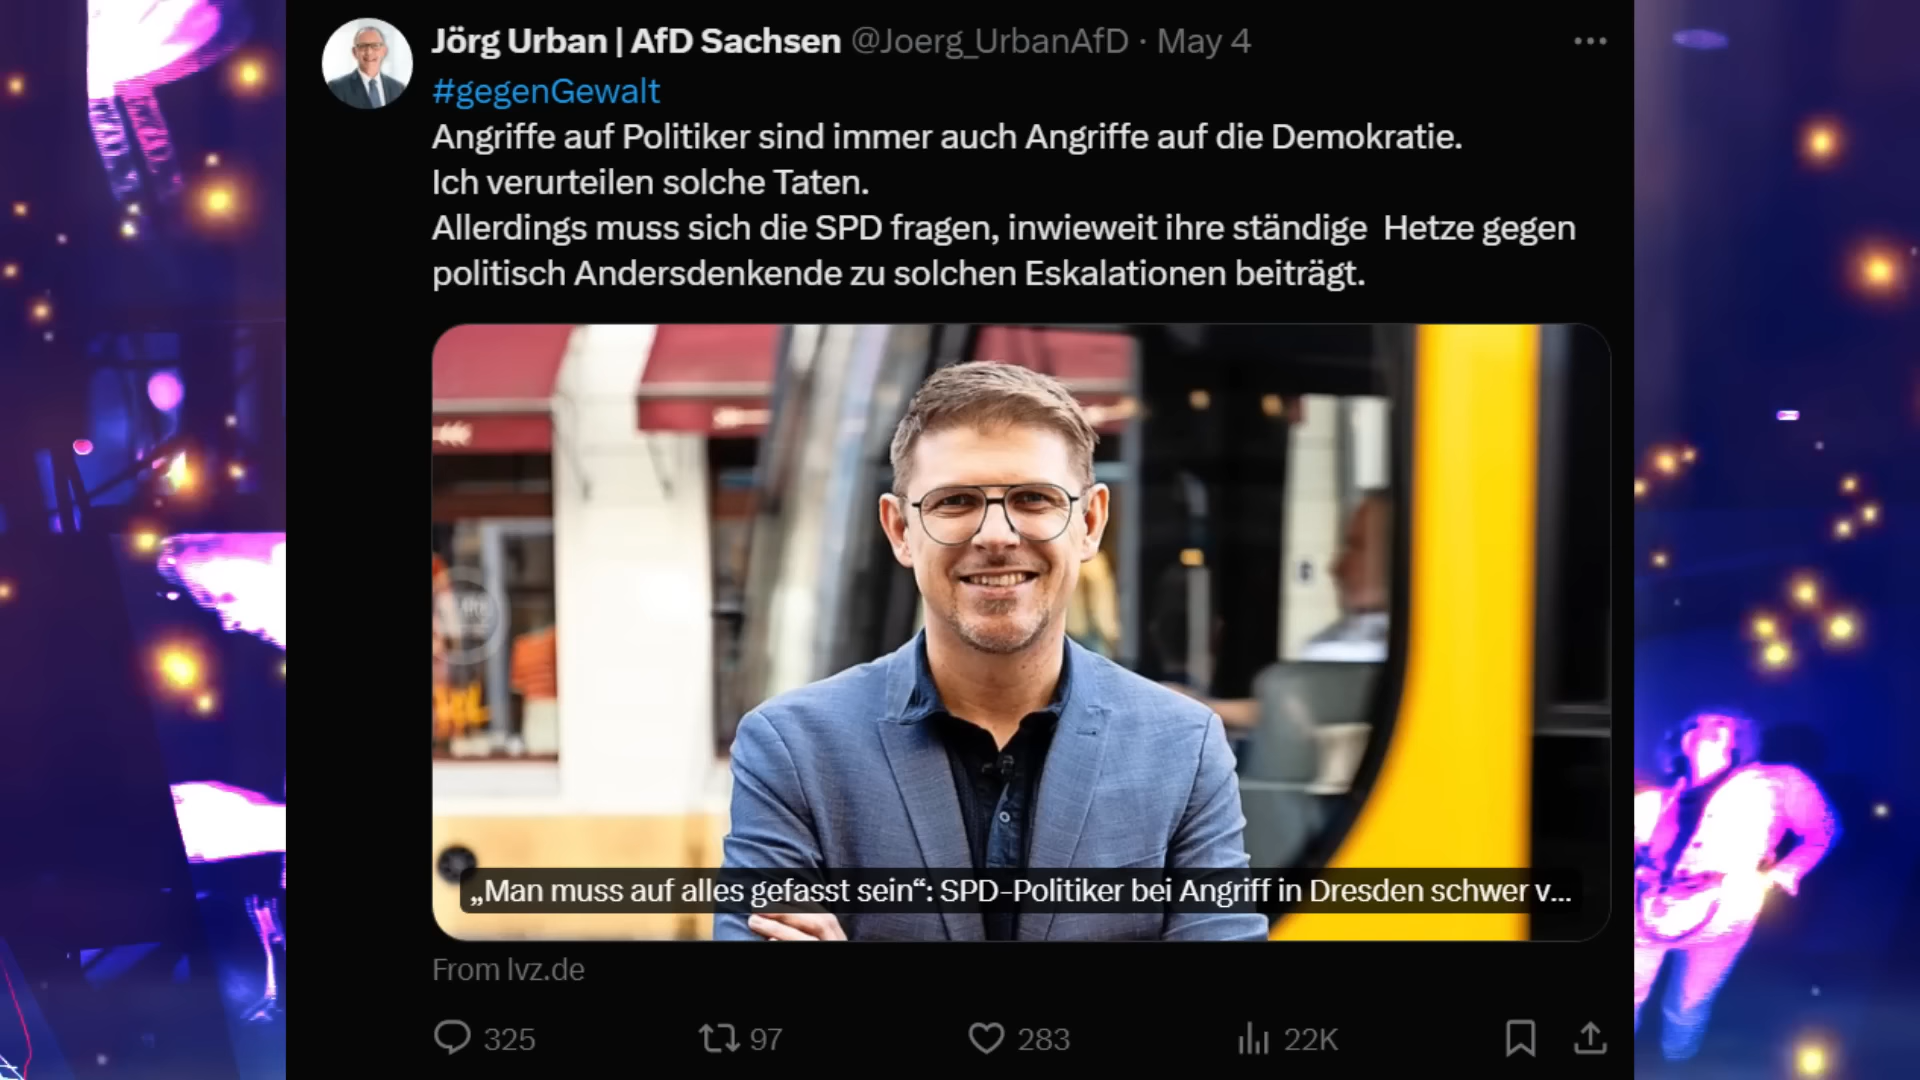 Jörg Urban | AfD Sachsen @Joerg_UrbanAfD · May 4
#gegenGewalt
Angriffe auf Politiker sind immer auch Angriffe auf die Demokratie.
Ich verurteilen solche Taten.
Allerdings muss sich die SPD fragen, inwieweit ihre ständige  Hetze gegen
politisch Andersdenkende zu solchen Eskalationen beiträgt.
„Man muss auf alles gefasst sein“: SPD-Politiker bei Angriff in Dresden schwer v...
From lvz.de
325 97 283 22K